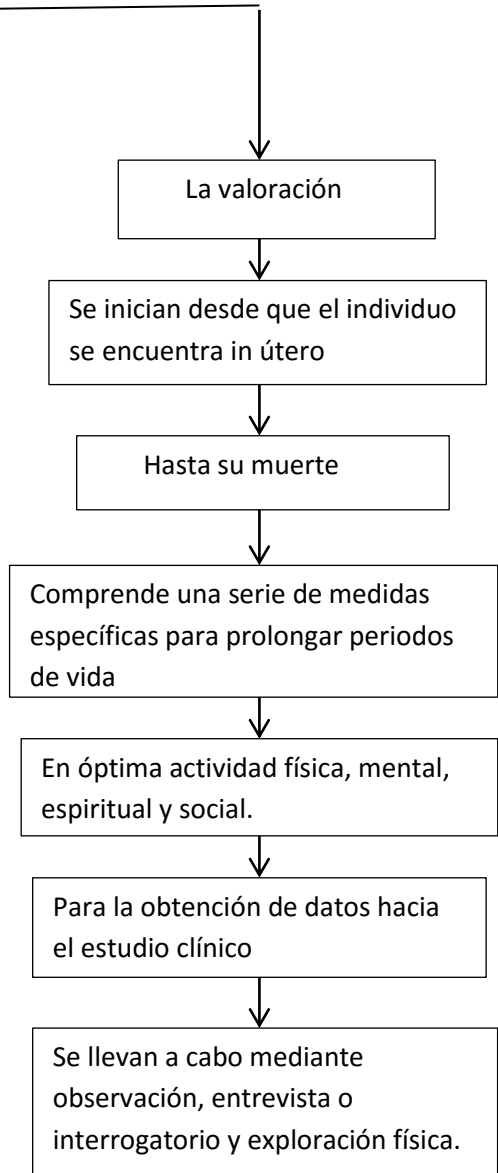 La valoración
Se inician desde que el individuo
se encuentra in útero
Hasta su muerte
Comprende una serie de medidas
específicas para prolongar periodos
de vida
En óptima actividad física, mental,
espiritual y social.
Para la obtención de datos hacia
el estudio clínico
Se llevan a cabo mediante
observación, entrevista o
interrogatorio y exploración física.